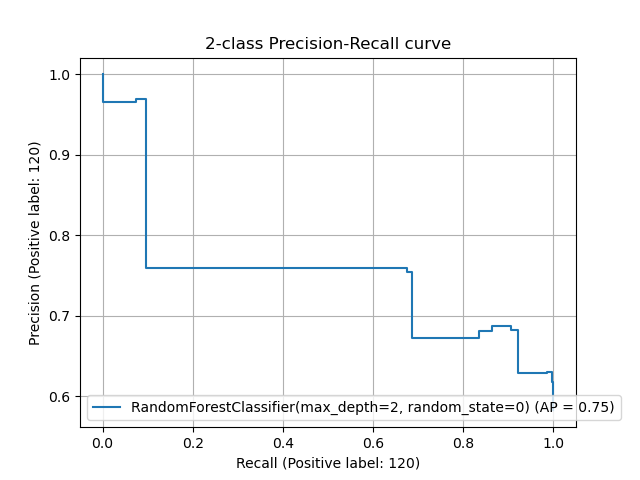 2-class Precision-Recall curve
1.0
0.9
0.8
0.7
0.6
Precision (Positive label: 120)
RandomForestClassifier(max_depth=2, random_state=0) (AP = 0.75)
0.0 0.2 0.4 0.6 0.8 1.0
Recall (Positive label: 120)